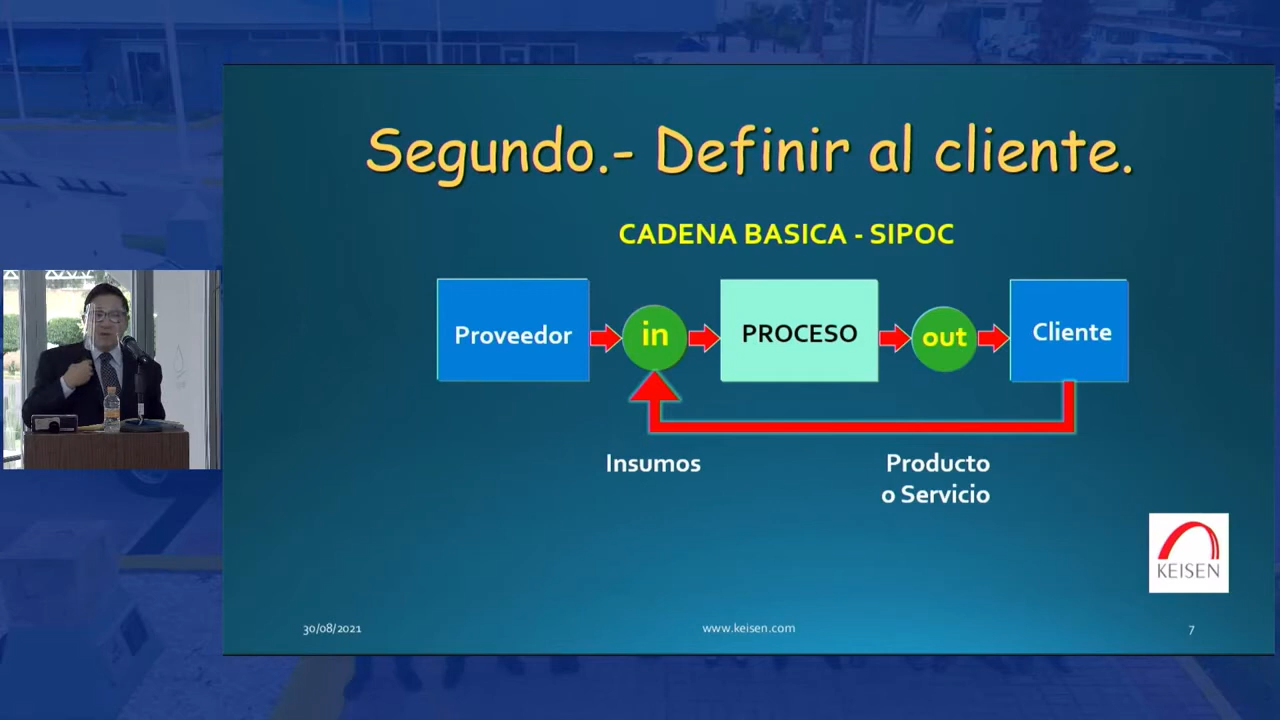 Segundo.- Definir al cliente.
CADENA BASICA - SIPOC
Proveedor
in
PROCESO
out
Cliente
Insumos
Producto
o Servicio
KEISEN
30/08/2021
www.keisen.com
7